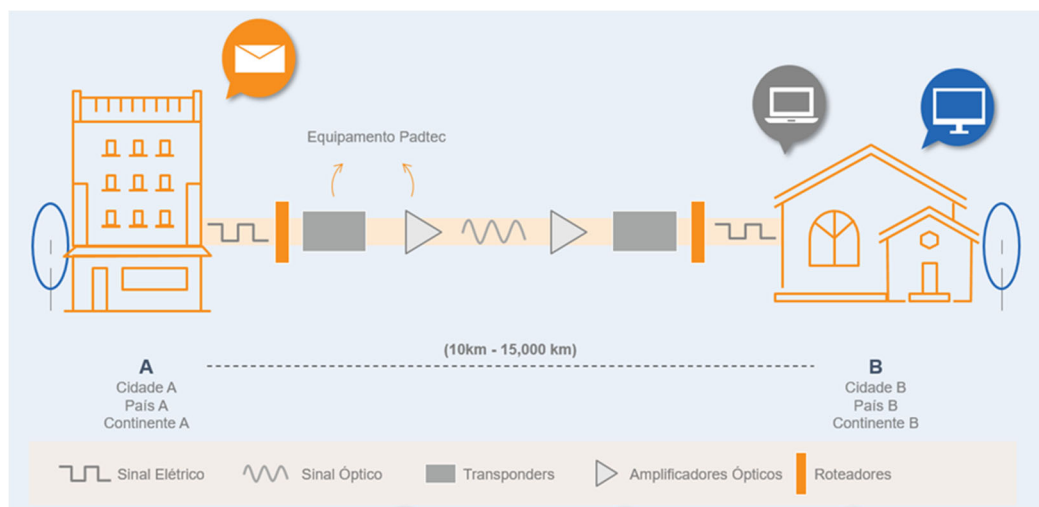 Equipamento Padtec
(10km - 15,000 km)
A
Cidade A
País A
Continente A
B
Cidade B
País B
Continente B
Sinal Elétrico
Sinal Óptico
Transponders
Amplificadores Ópticos
Roteadores